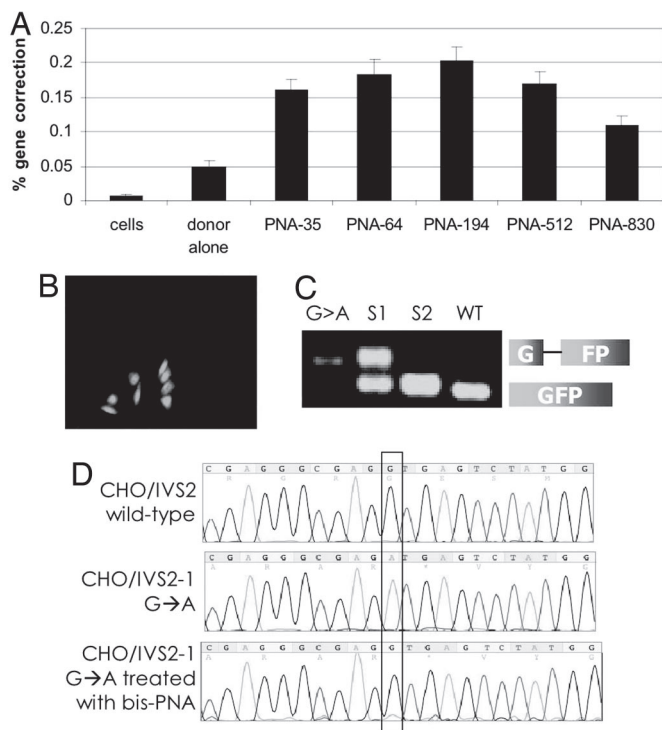 A
% gene correction
0.25
0.2
0.15
0.1
0.05
0
cells
donor alone
PNA-35
PNA-64
PNA-194
PNA-512
PNA-830
B
C
G>A S1 S2 WT
G FP
GFP
D
CHO/IVS2
wild-type
C G A G G G C G A G G T G A G T C T A T G G
CHO/IVS2-1
G→A
C G A G G G C G A G A T G A G T C T A T G G
CHO/IVS2-1
G→A treated
with bis-PNA
C G A G G G C G A G G T G A G T C T A T G G